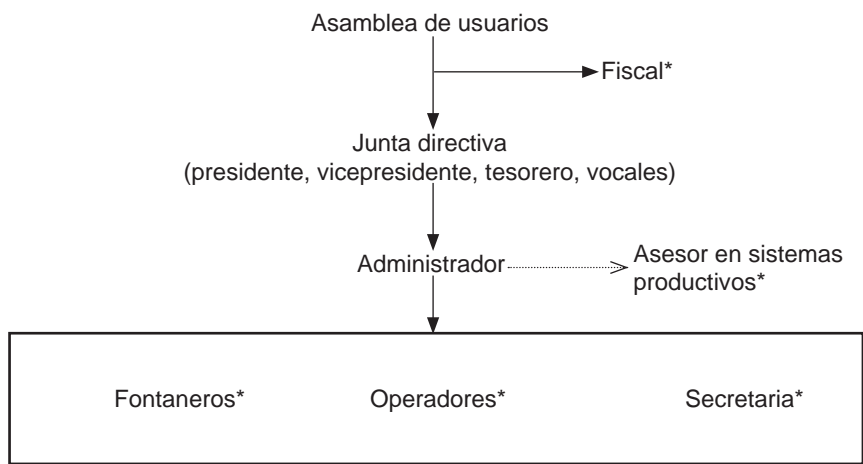 Asamblea de usuarios
Fiscal*
Junta directiva
(presidente, vicepresidente, tesorero, vocales)
Administrador
Asesor en sistemas
productivos*
Fontaneros*
Operadores*
Secretaria*